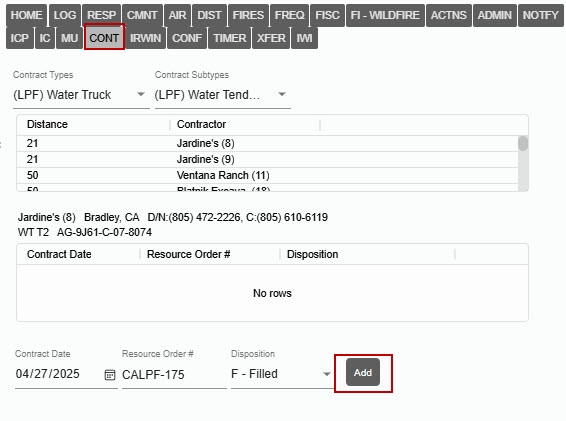 HOME LOG RESP CMNT AIR DIST FIRES FREQ FISC FI - WILDFIRE ACTNS ADMIN NOTFY
ICP IC MU CONT IRWIN CONF TIMER XFER IWI
Contract Types Contract Subtypes
(LPF) Water Truck (LPF) Water Tend...
Distance Contractor
21 Jardine's (8)
21 Jardine's (9)
50 Ventana Ranch (11)
50 Platnik Excava. (18)
Jardine's (8) Bradley, CA D/N:(805) 472-2226, C:(805) 610-6119
WT T2 AG-9J61-C-07-8074
Contract Date Resource Order # Disposition
No rows
Contract Date Resource Order # Disposition
04/27/2025 CALPF-175 F - Filled Add